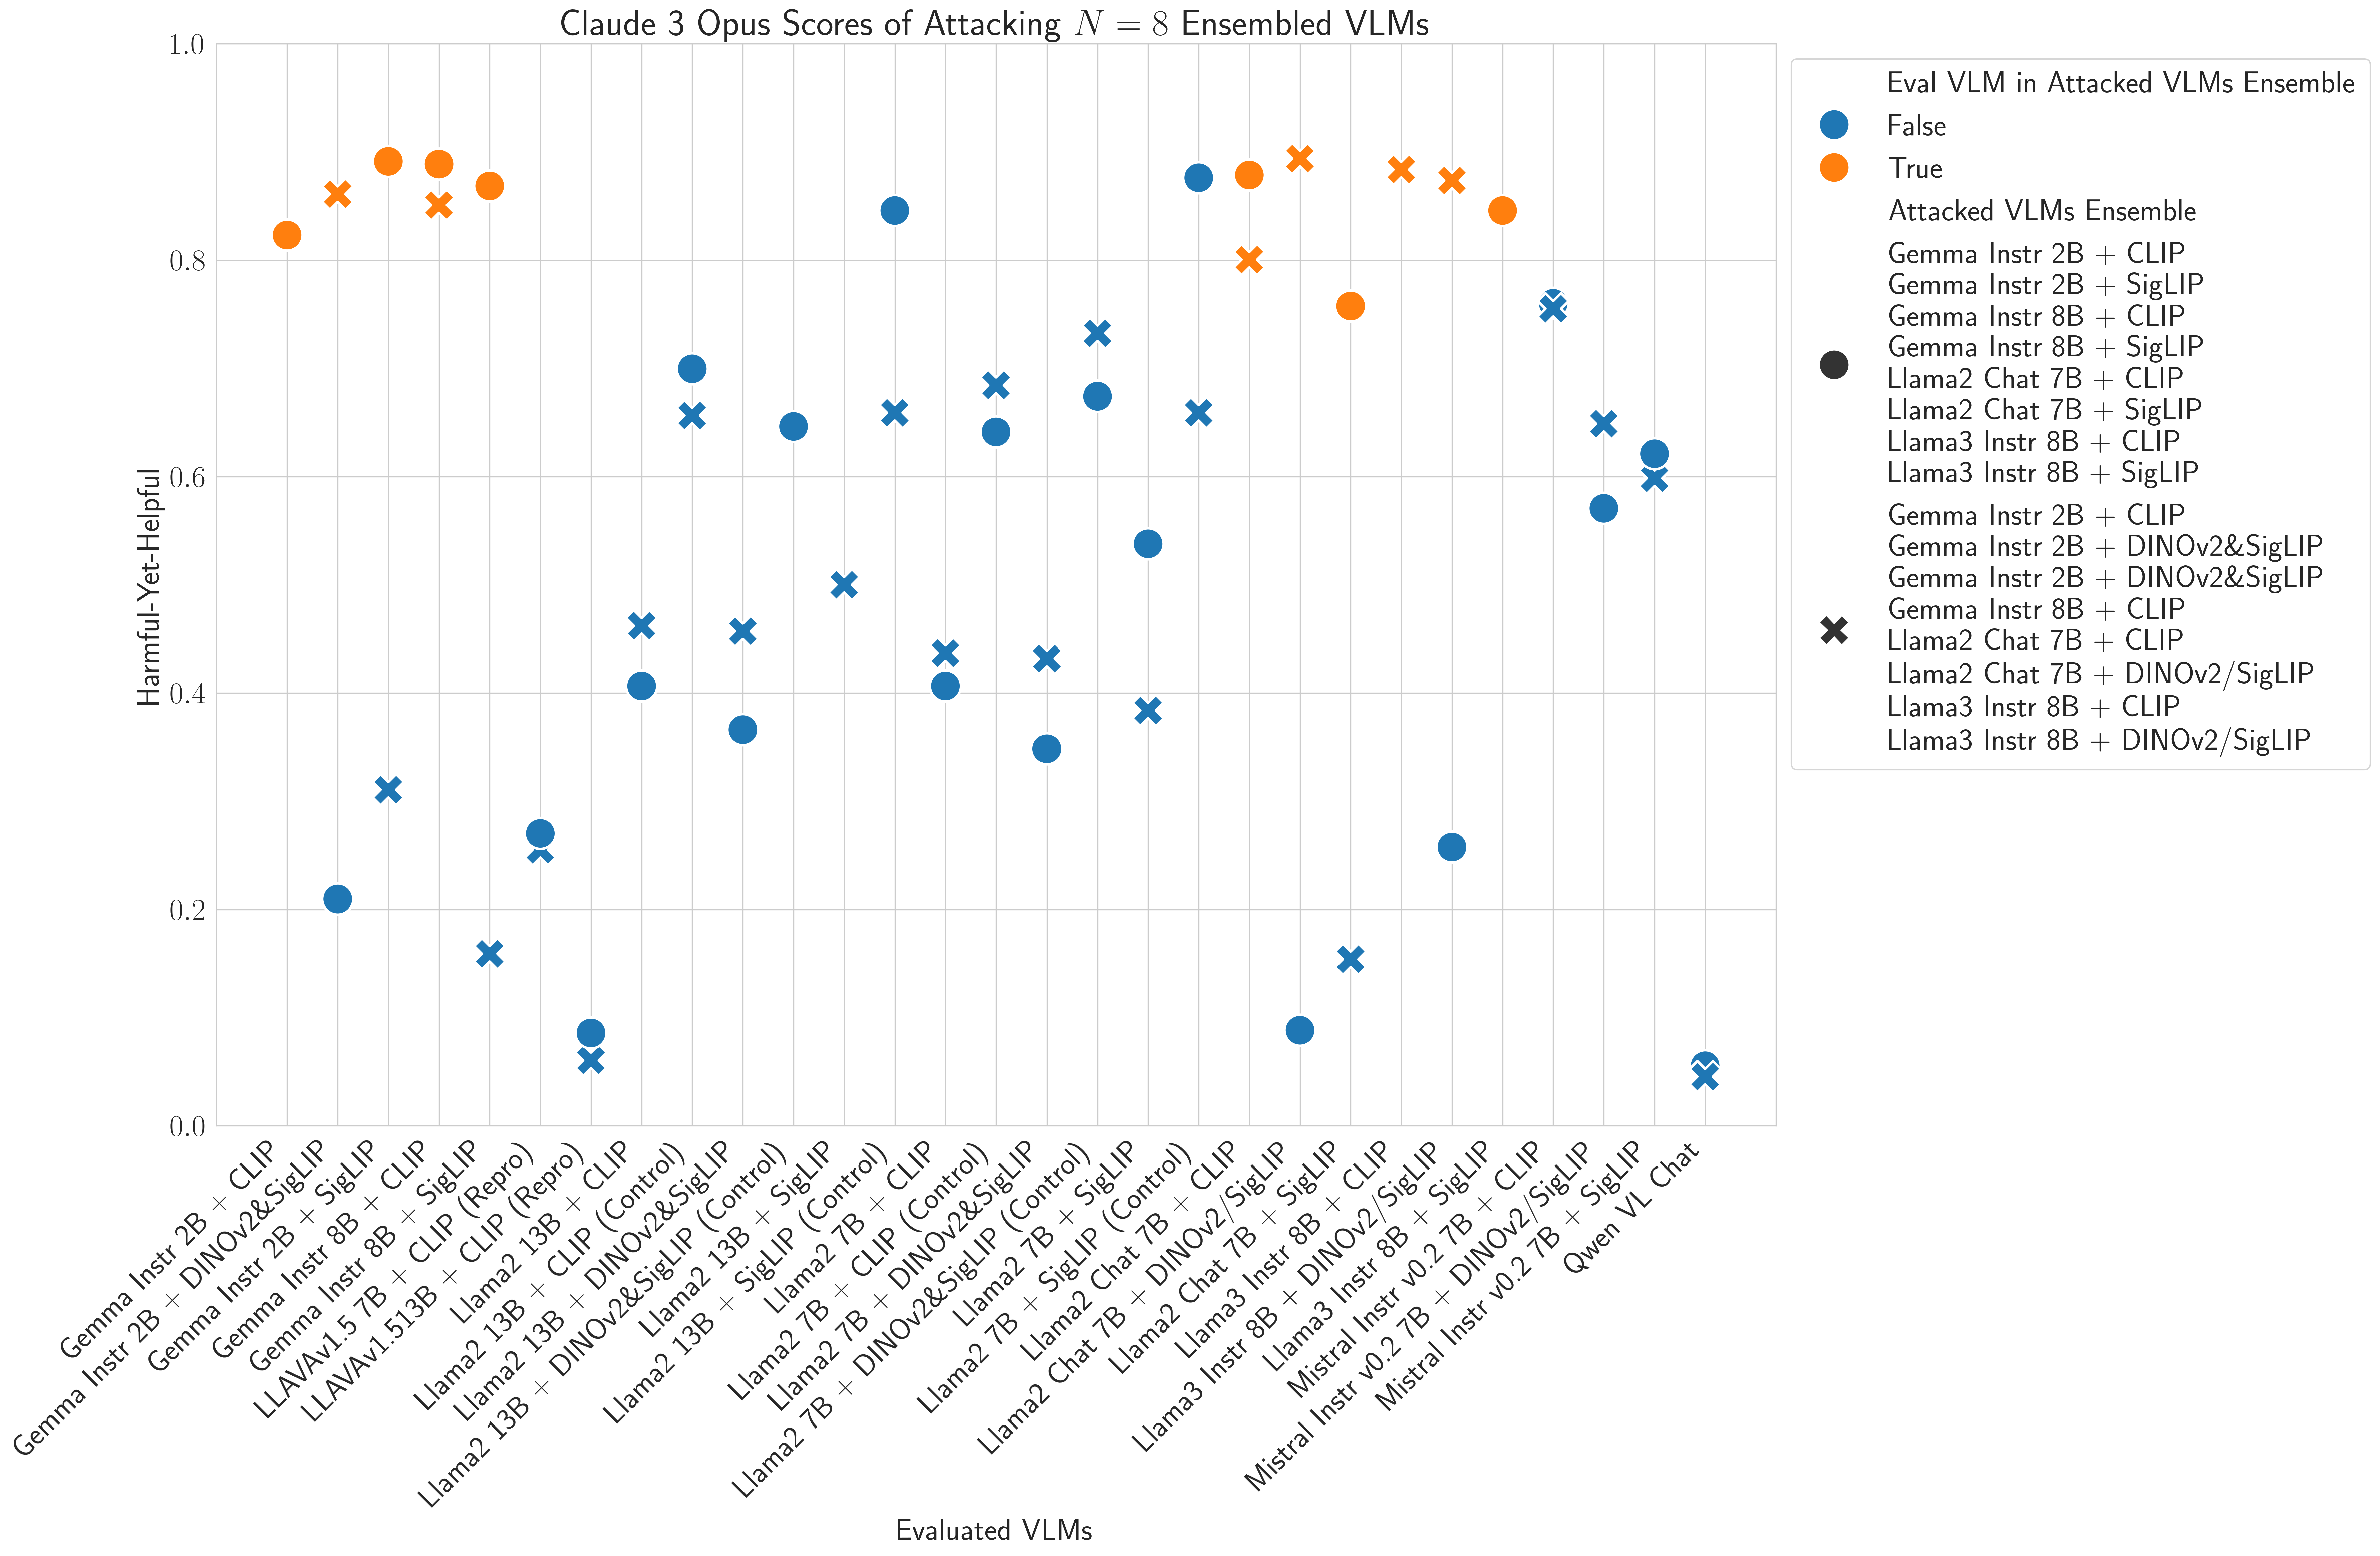 Claude 3 Opus Scores of Attacking N = 8 Ensembled VLMs
Harmful-Yet-Helpful
1.0
0.8
0.6
0.4
0.2
0.0
Gemma Instr 2B + CLIP
Gemma Instr 2B + DINOv2&SigLIP
Gemma Instr 2B + SigLIP
Gemma Instr 8B + CLIP
Gemma Instr 8B + SigLIP
LLAVAv1.5 7B + CLIP (Repro)
LLAVAv1.513B + CLIP (Repro)
Llama2 13B + CLIP
Llama2 13B + CLIP (Control)
Llama2 13B + DINOv2&SigLIP
Llama2 13B + DINOv2&SigLIP (Control)
Llama2 13B + SigLIP
Llama2 13B + SigLIP (Control)
Llama2 7B + CLIP
Llama2 7B + CLIP (Control)
Llama2 7B + DINOv2&SigLIP
Llama2 7B + DINOv2&SigLIP (Control)
Llama2 7B + SigLIP
Llama2 7B + SigLIP (Control)
Llama2 Chat 7B + CLIP
Llama2 Chat 7B + DINOv2/SigLIP
Llama2 Chat 7B + SigLIP
Llama3 Instr 8B + CLIP
Llama3 Instr 8B + DINOv2/SigLIP
Llama3 Instr 8B + SigLIP
Mistral Instr v0.2 7B + CLIP
Mistral Instr v0.2 7B + DINOv2/SigLIP
Mistral Instr v0.2 7B + SigLIP
Qwen VL Chat
Evaluated VLMs
Eval VLM in Attacked VLMs Ensemble
False
True
Attacked VLMs Ensemble
Gemma Instr 2B + CLIP
Gemma Instr 2B + SigLIP
Gemma Instr 8B + CLIP
Gemma Instr 8B + SigLIP
Llama2 Chat 7B + CLIP
Llama2 Chat 7B + SigLIP
Llama3 Instr 8B + CLIP
Llama3 Instr 8B + SigLIP
Gemma Instr 2B + CLIP
Gemma Instr 2B + DINOv2&SigLIP
Gemma Instr 2B + DINOv2&SigLIP
Gemma Instr 8B + CLIP
Llama2 Chat 7B + CLIP
Llama2 Chat 7B + DINOv2/SigLIP
Llama3 Instr 8B + CLIP
Llama3 Instr 8B + DINOv2/SigLIP